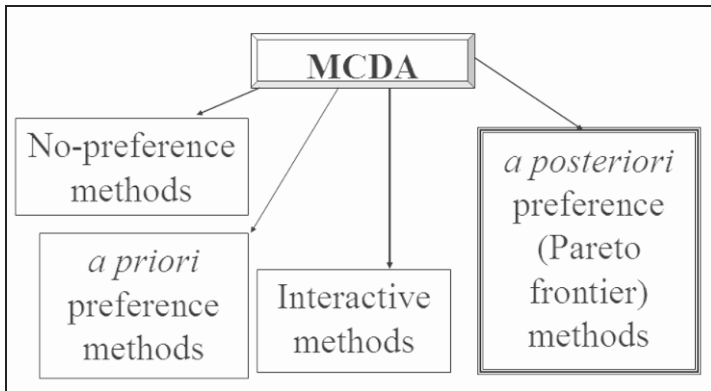 MCDA
No-preference
methods
a priori
preference
methods
Interactive
methods
a posteriori
preference
(Pareto
frontier)
methods